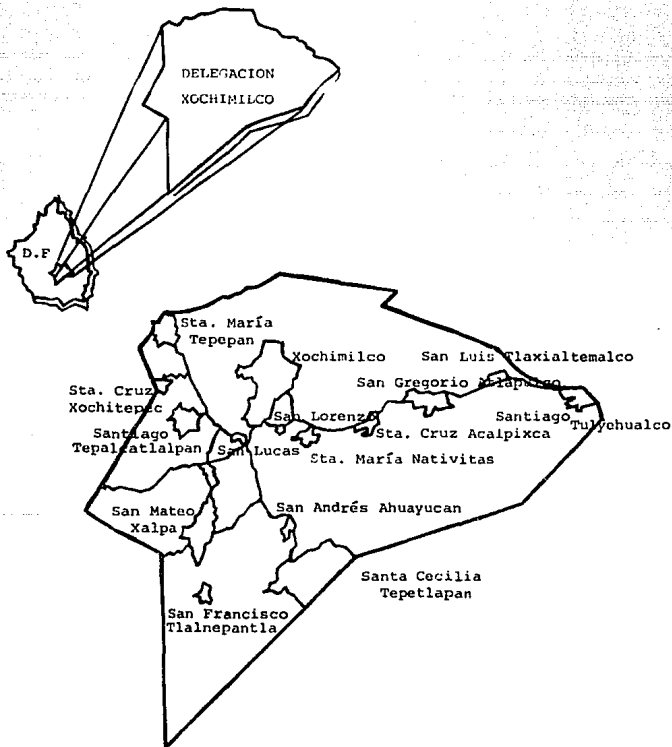 DELEGACION
XOCHIMILCO
D.F
Sta. María
Tepepan
Xochimilco
San Luis Tlaxialtemalco
San Gregorio Atlapulco
Sta. Cruz
Xochitepec
Santiago
Tulyehualco
San Lorenzo
Santiago
Tepalcatlalpan
Sta. Cruz Acalpixca
San Lucas
Sta. María Nativitas
San Mateo
Xalpa
San Andrés Ahuayucan
Santa Cecilia
Tepetlapan
San Francisco
Tlalnepantla